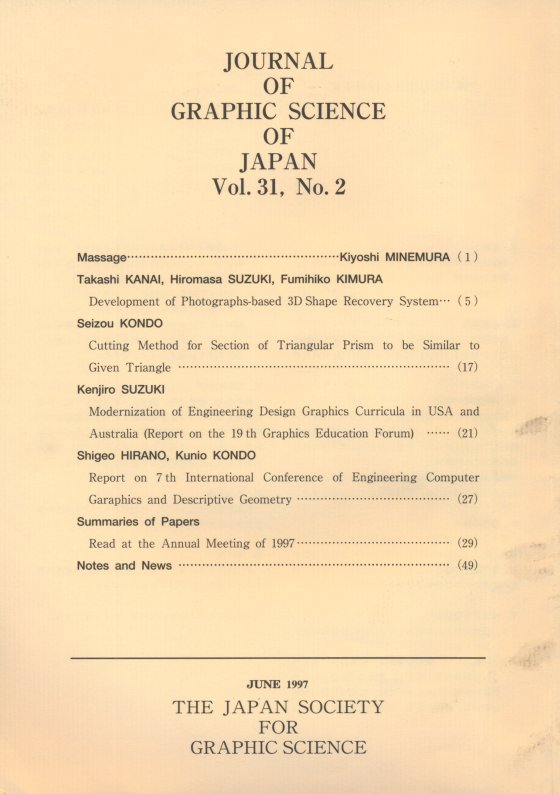 JOURNAL
OF
GRAPHIC SCIENCE
OF
JAPAN
Vol. 31, No. 2
Massage⋯⋯⋯⋯⋯⋯⋯⋯⋯⋯⋯⋯⋯⋯⋯⋯Kiyoshi MINEMURA (1)
Takashi KANAI, Hiromasa SUZUKI, Fumihiko KIMURA
Development of Photographs-based 3D Shape Recovery System⋯ (5)
Seizou KONDO
Cutting Method for Section of Triangular Prism to be Similar to
Given Triangle ⋯⋯⋯⋯⋯⋯⋯⋯⋯⋯⋯⋯⋯⋯⋯⋯⋯⋯ (17)
Kenjiro SUZUKI
Modernization of Engineering Design Graphics Curricula in USA and
Australia (Report on the 19 th Graphics Education Forum) ⋯⋯ (21)
Shigeo HIRANO, Kunio KONDO
Report on 7 th International Conference of Engineering Computer
Garaphics and Descriptive Geometry ⋯⋯⋯⋯⋯⋯⋯⋯⋯⋯ (27)
Summaries of Papers
Read at the Annual Meeting of 1997⋯⋯⋯⋯⋯⋯⋯⋯⋯⋯ (29)
Notes and News ⋯⋯⋯⋯⋯⋯⋯⋯⋯⋯⋯⋯⋯⋯⋯⋯⋯⋯ (49)
JUNE 1997
THE JAPAN SOCIETY
FOR
GRAPHIC SCIENCE